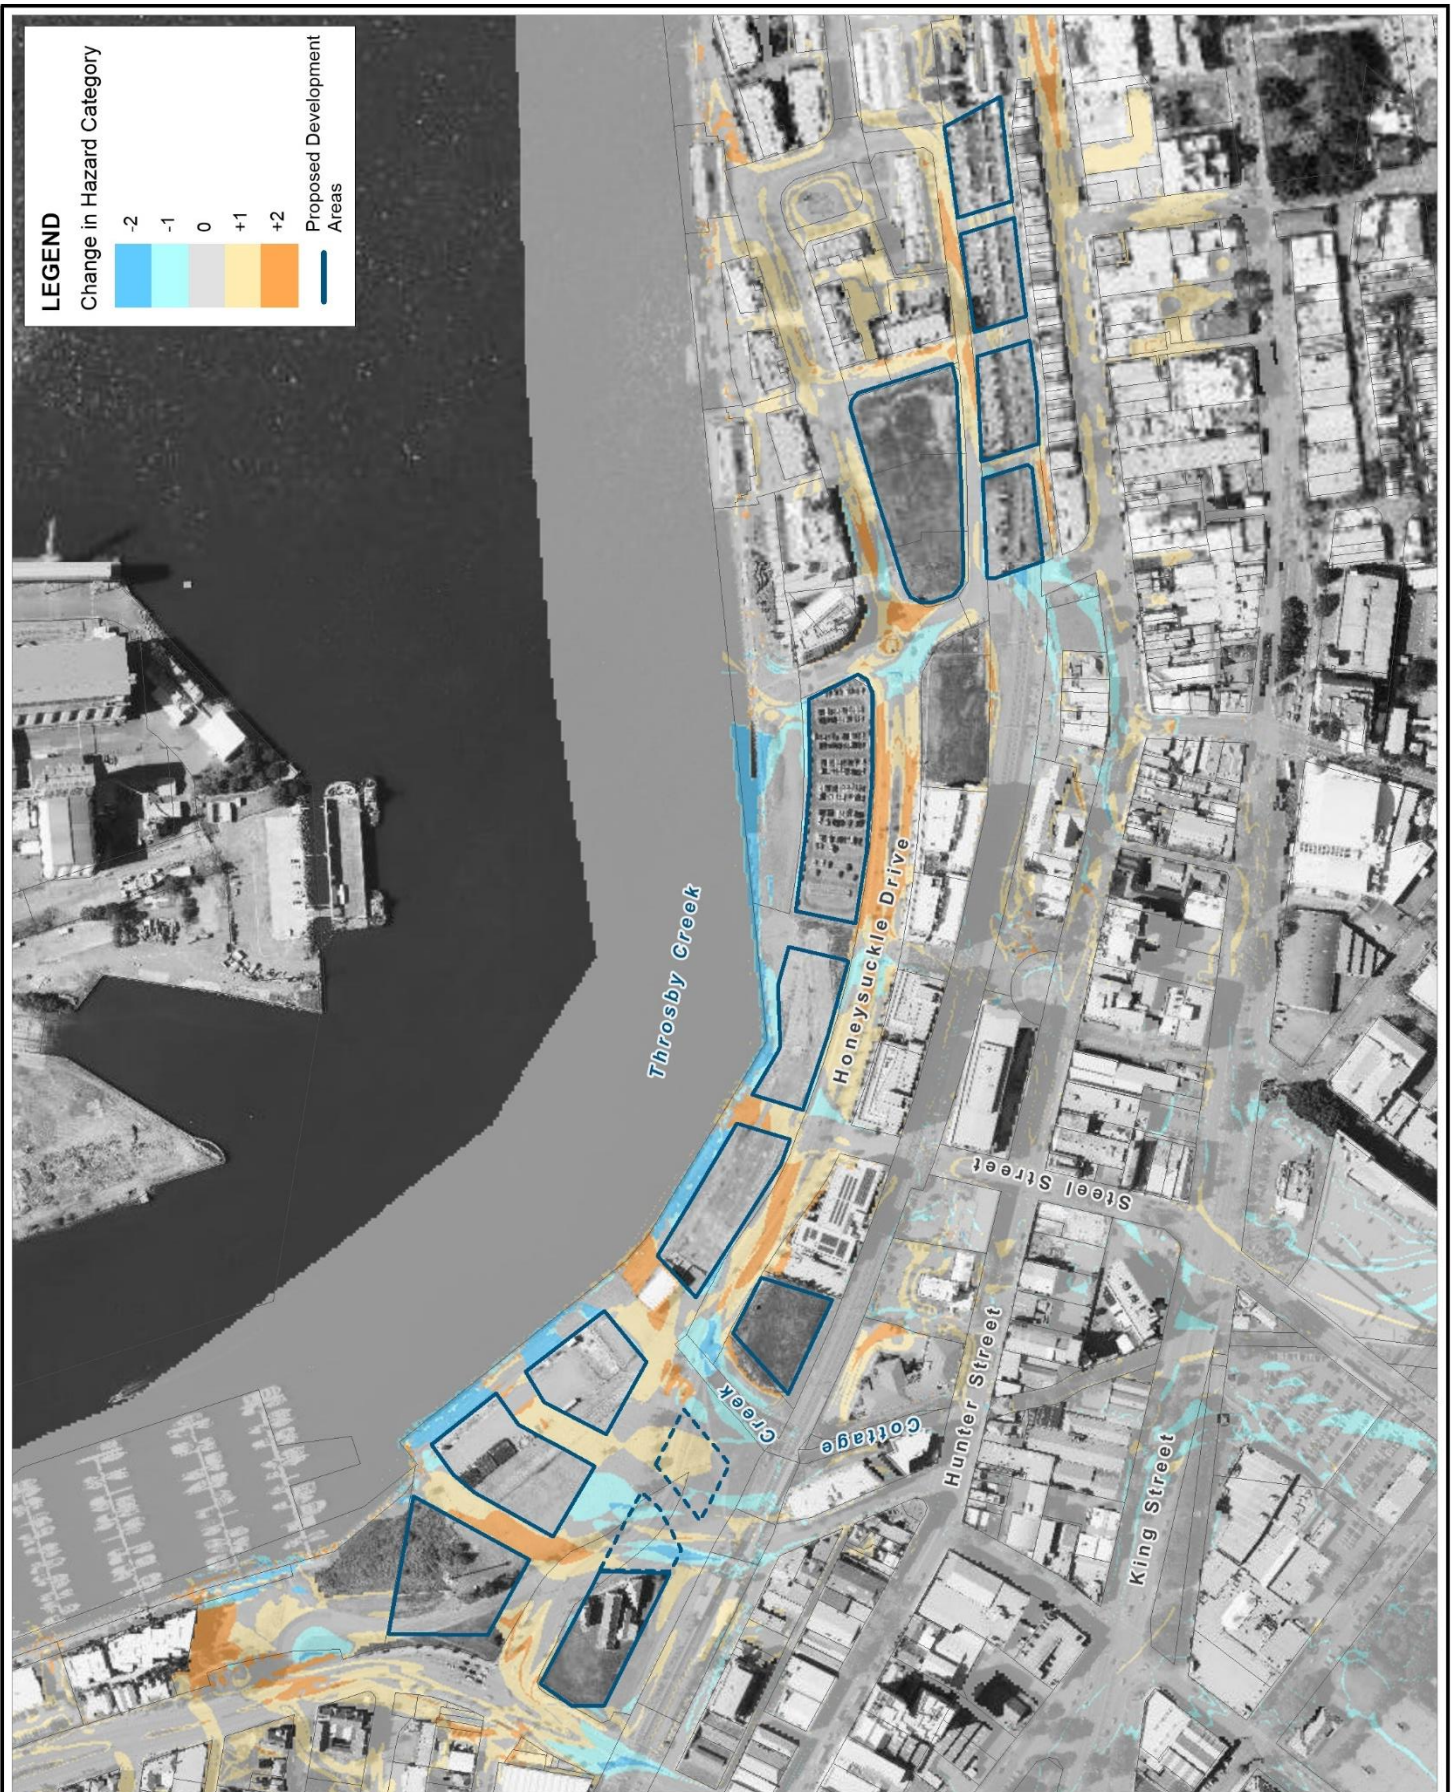 LEGEND
Change in Hazard Category
-2
-1
0
+1
+2
Proposed Development
Areas
Throsby Creek
Honeysuckle Drive
Steel Street
Cottage
Creek
Hunter Street
King Street